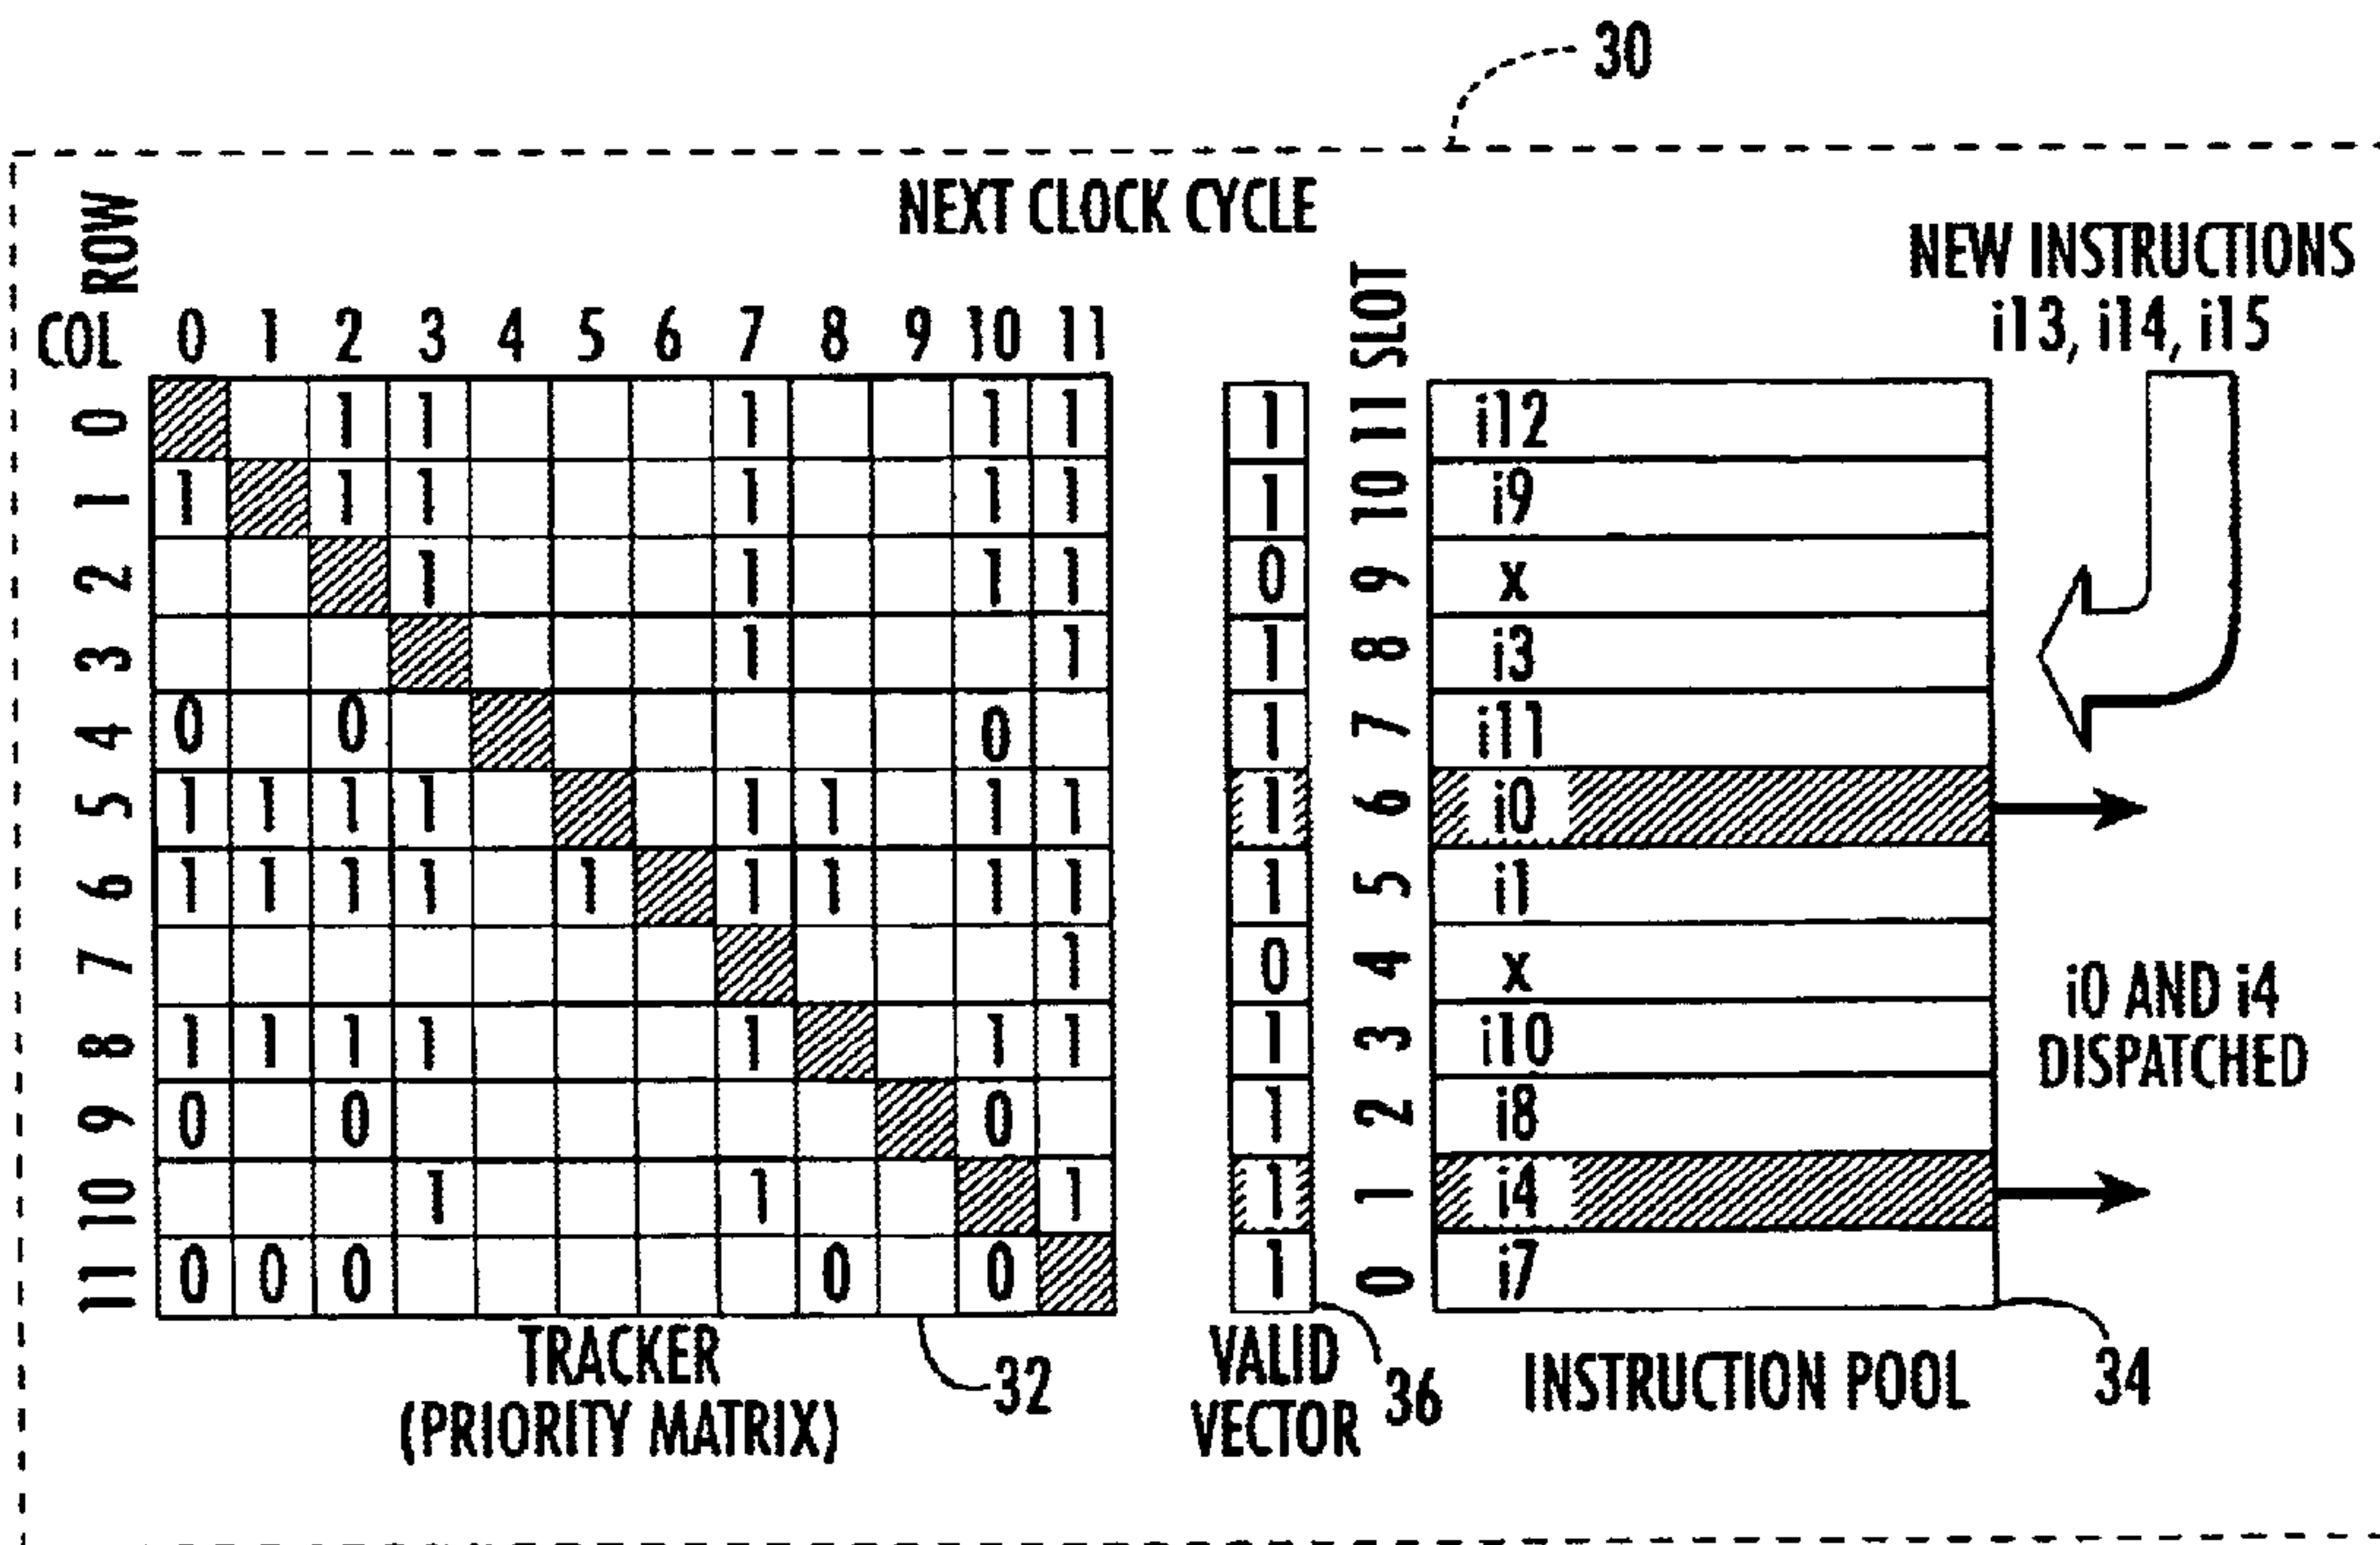 30
NEXT CLOCK CYCLE
ROW
COL 0 1 2 3 4 5 6 7 8 9 10 11
SLOT
NEW INSTRUCTIONS
i13, i14, i15
0 1 1 1 1 1
1 1 1 1 1 1 1
2 1 1 1 1
3 1 1
4 0 0 0
5 1 1 1 1 1 1 1 1
6 1 1 1 1 1 1 1 1 1
7 1
8 1 1 1 1 1 1 1
9 0 0 0
10 1 1 1
11 0 0 0 0 0
1 11 i12
1 10 i9
0 9 x
1 8 i3
1 7 i11
1 6 i0
1 5 i1
0 4 x
1 3 i10
1 2 i8
1 1 i4
1 0 i7
i0 AND i4
DISPATCHED
TRACKER
(PRIORITY MATRIX)
32
VALID
VECTOR
36
INSTRUCTION POOL
34